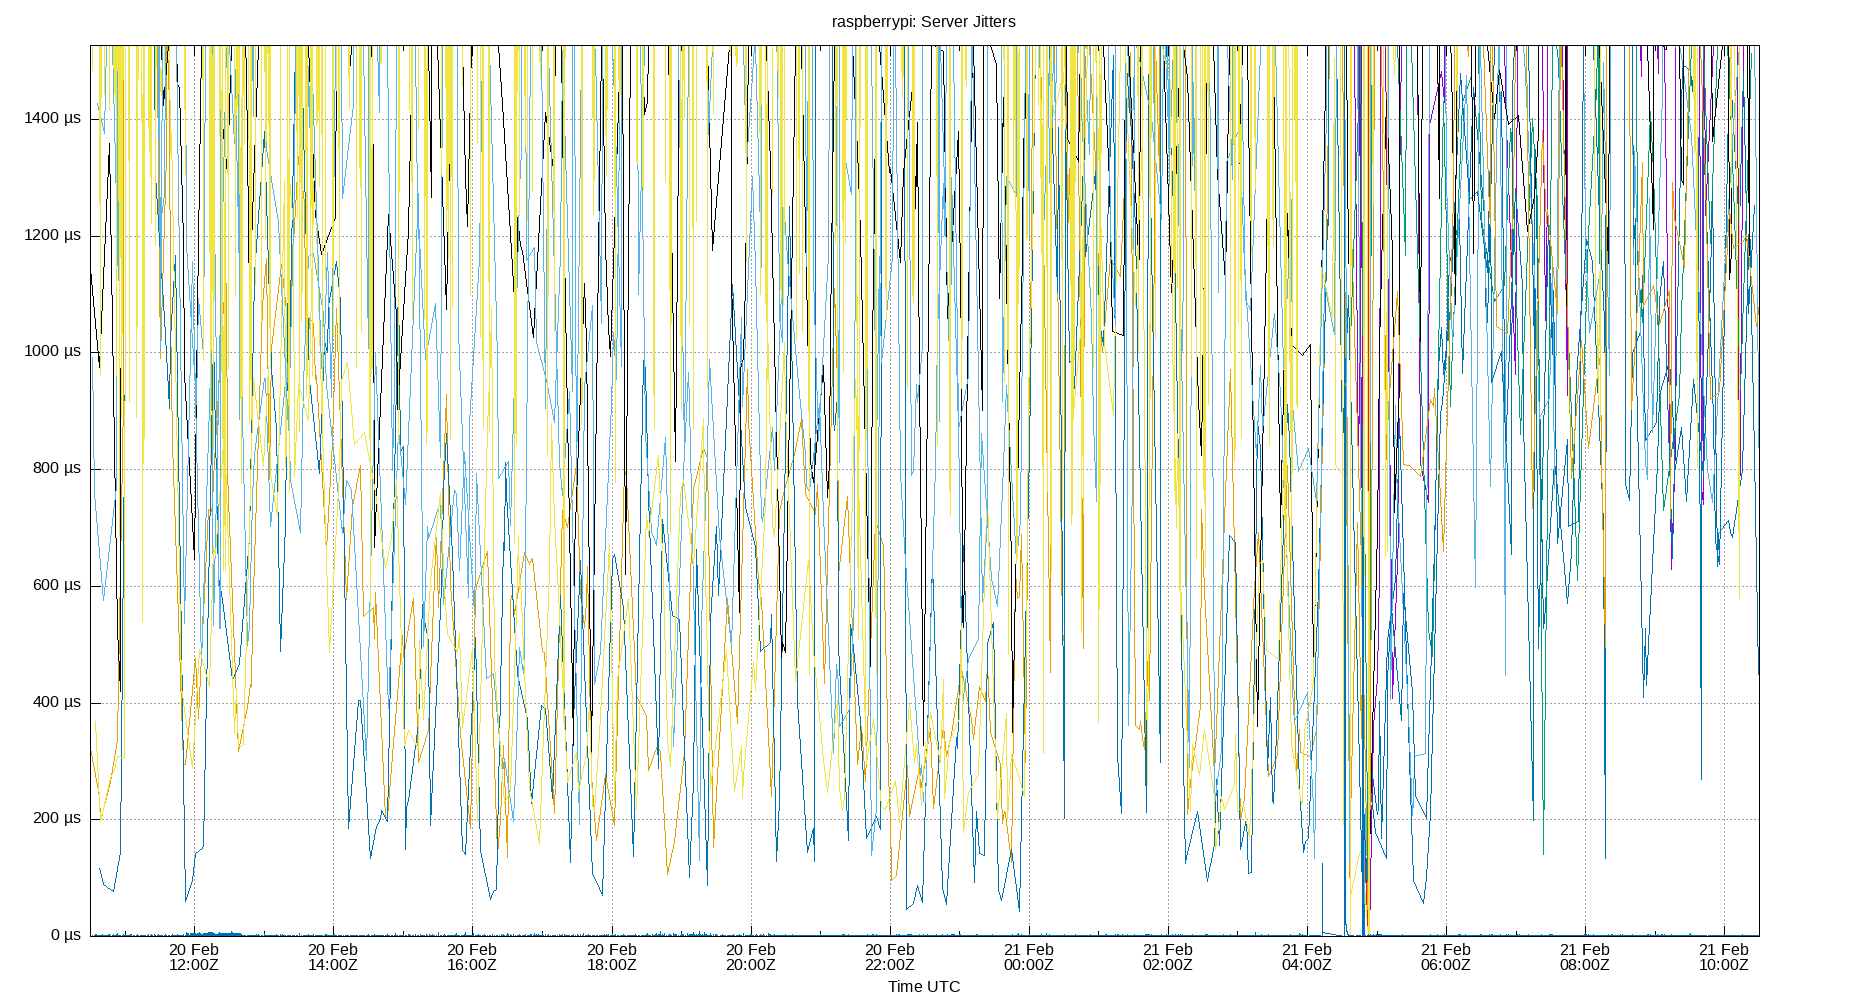 raspberrypi: Server Jitters
1400 µs
1200 µs
1000 µs
800 µs
600 µs
400 µs
200 µs
0 µs
20 Feb 20 Feb 20 Feb 20 Feb 20 Feb 20 Feb 21 Feb 21 Feb 21 Feb 21 Feb 21 Feb 21 Feb
12:00Z 14:00Z 16:00Z 18:00Z 20:00Z 22:00Z 00:00Z 02:00Z 04:00Z 06:00Z 08:00Z 10:00Z
Time UTC